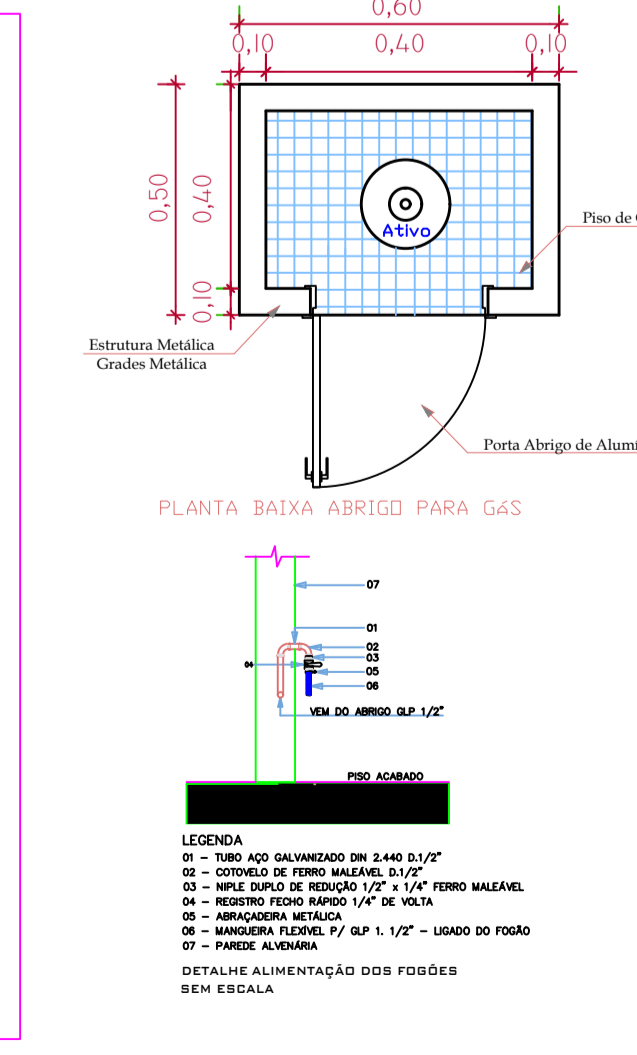 0,60
0,10 0,40 0,10
0,50
0,40
0,10
Ativo
Piso de
Estrutura Metálica
Grades Metálica
Porta Abrigo de
PLANTA BAIXA ABRIGO PARA GáS
07
01
02
03
04
05
06
VEM DO ABRIGO GLP 1/2"
PISO ACABADO
LEGENDA
01 – TUBO AÇO GALVANIZADO DIN 2.440 D.1/2"
02 – COTOVELO DE FERRO MALEÁVEL D.1/2"
03 – NIPLE DUPLO DE REDUÇÃO 1/2" x 1/4" FERRO MALEÁVEL
04 – REGISTRO FECHO RÁPIDO 1/4" DE VOLTA
05 – ABRAÇADEIRA METÁLICA
06 – MANGUEIRA FLEXÍVEL P/ GLP 1. 1/2" – LIGADO DO FOGÃO
07 – PAREDE ALVENÁRIA
DETALHE ALIMENTAÇÃO DOS FOGÕES
SEM ESCALA